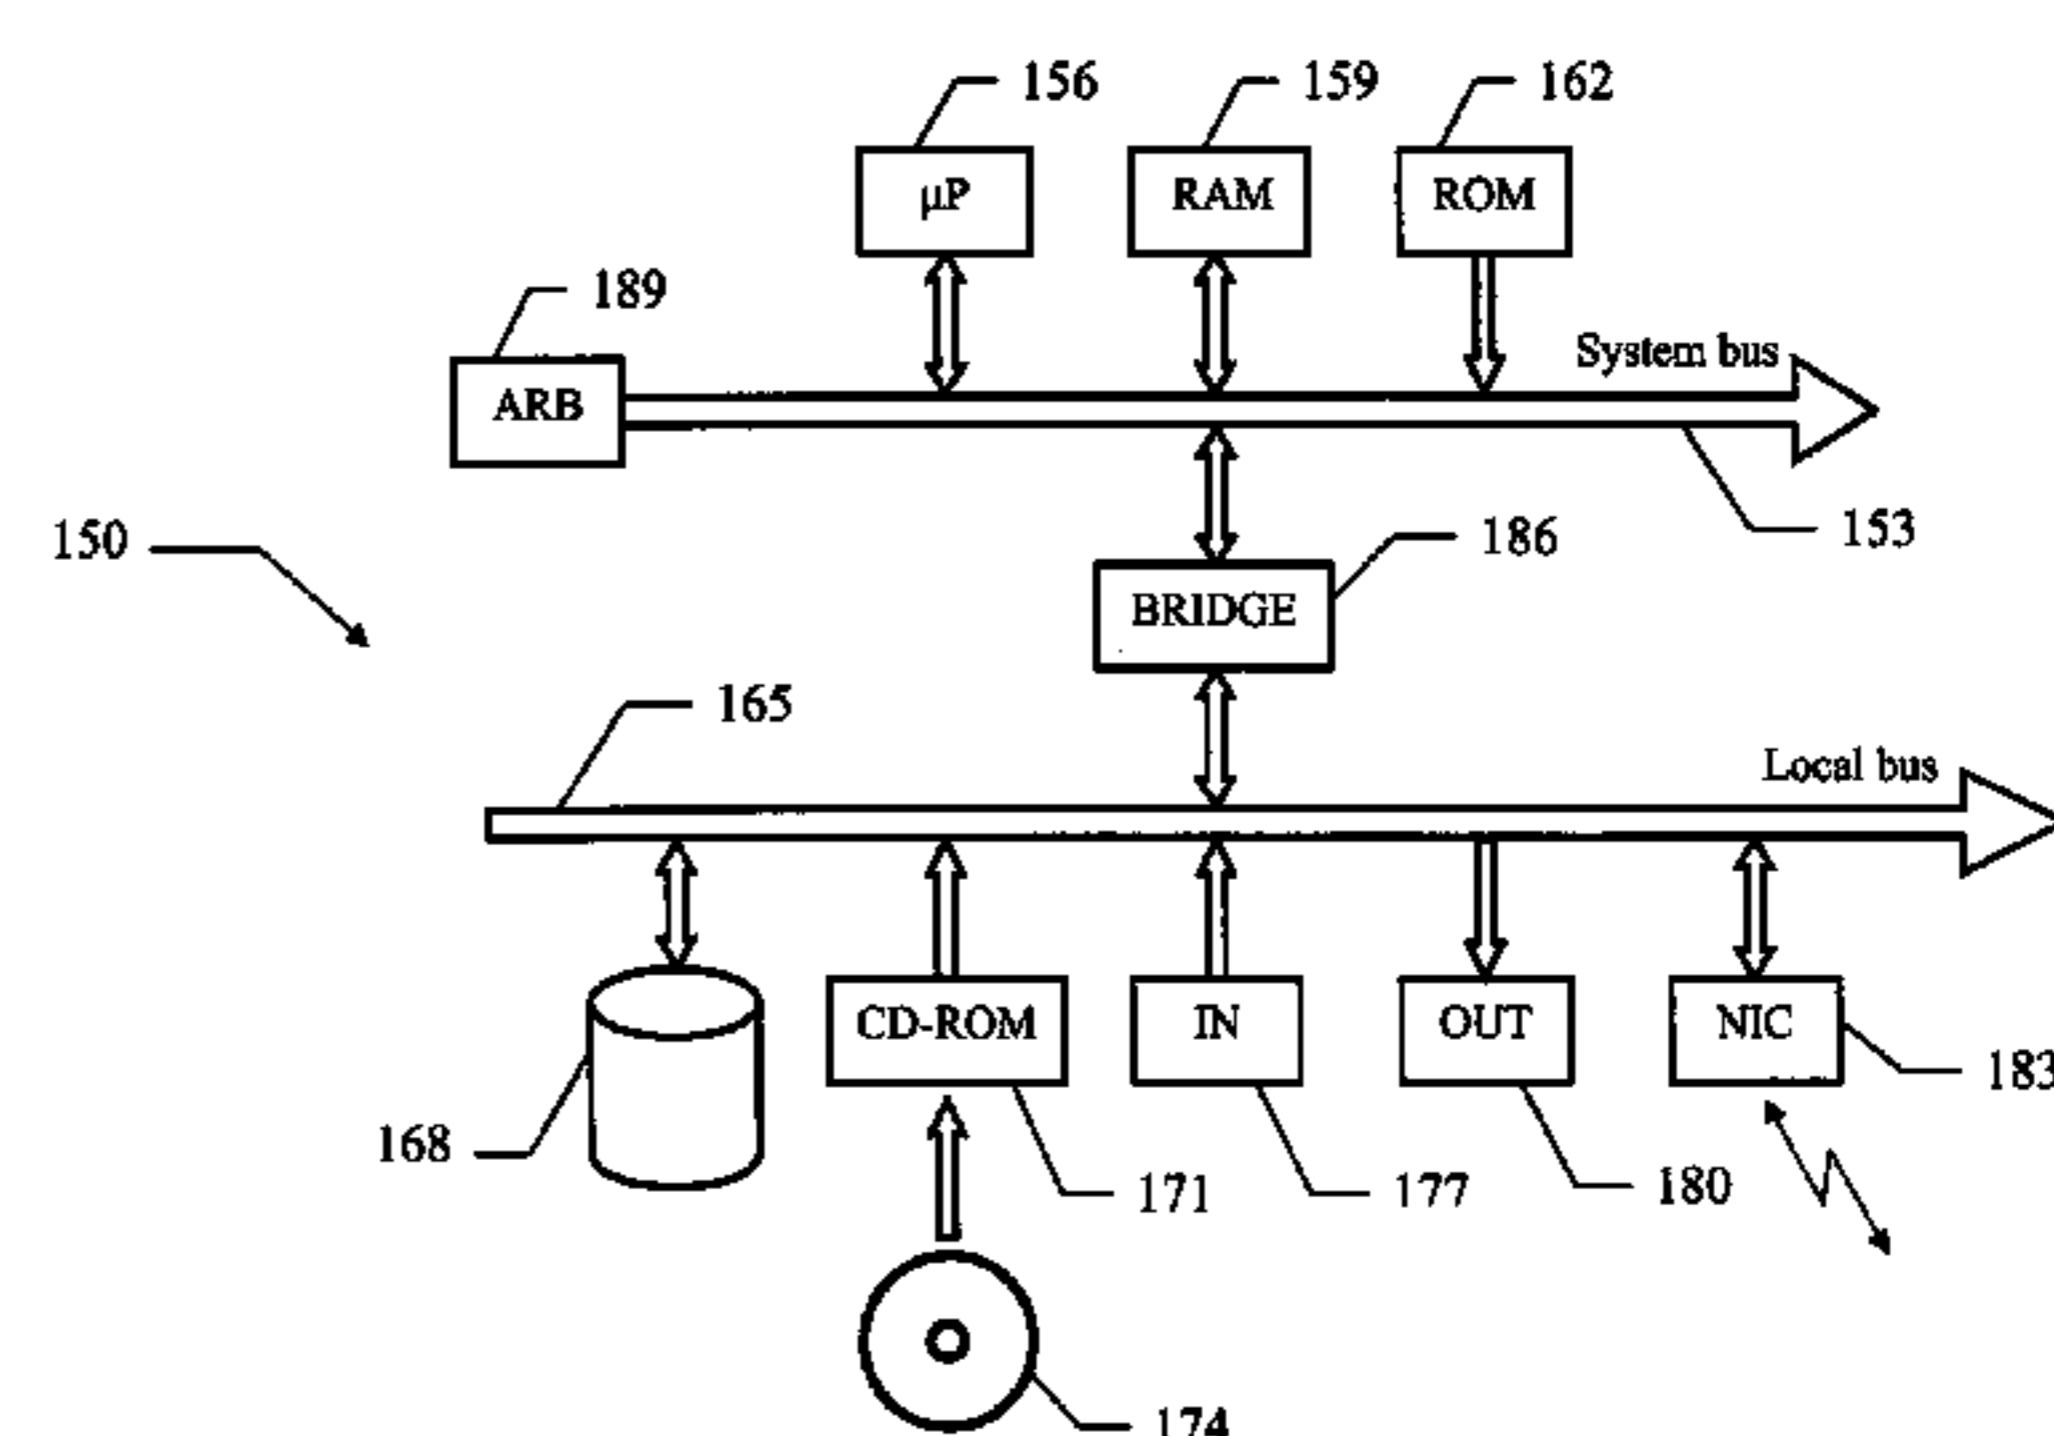 156
159
162
μP
RAM
ROM
189
ARB
System bus
150
186
153
BRIDGE
165
Local bus
CD-ROM
IN
OUT
NIC
183
168
171
177
180
174